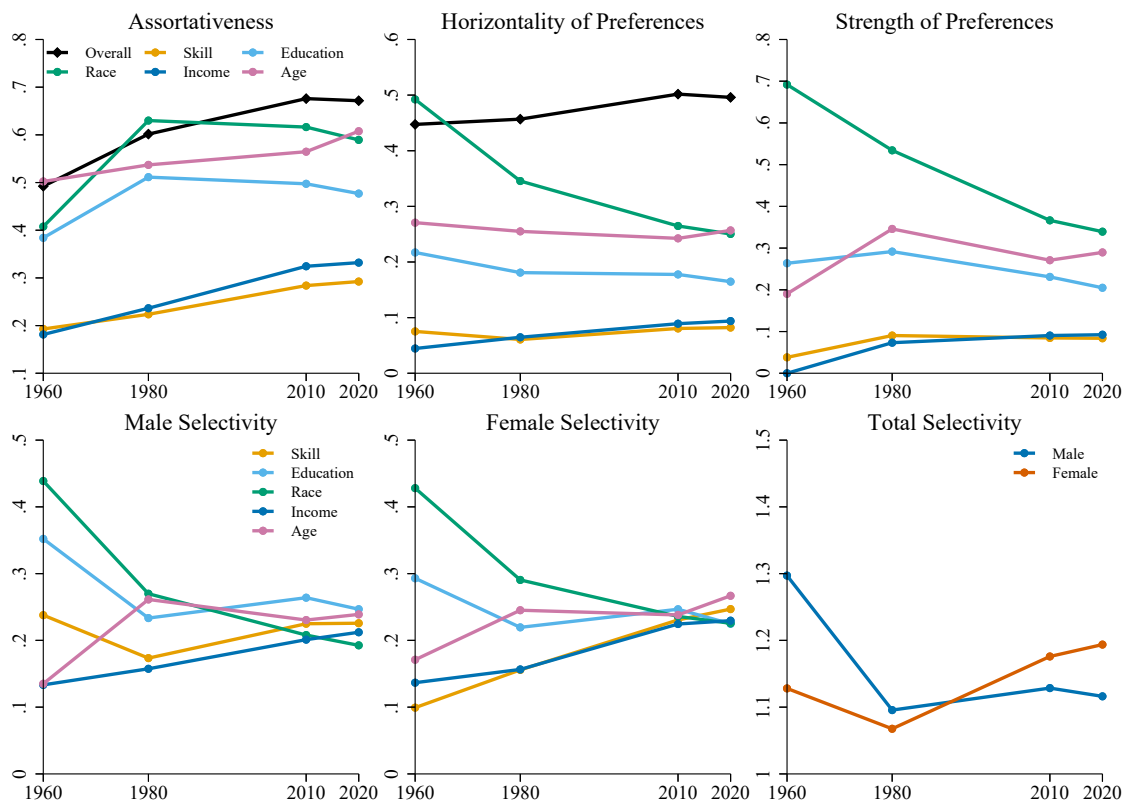 Assortativeness
Overall Skill Education
Race Income Age
.1 .2 .3 .4 .5 .6 .7 .8
1960 1980 2010 2020
Horizontality of Preferences
0 .1 .2 .3 .4 .5 .6
1960 1980 2010 2020
Strength of Preferences
0 .1 .2 .3 .4 .5 .6 .7 .8
1960 1980 2010 2020
Male Selectivity
Skill
Education
Race
Income
Age
0 .1 .2 .3 .4 .5
1960 1980 2010 2020
Female Selectivity
0 .1 .2 .3 .4 .5
1960 1980 2010 2020
Total Selectivity
Male
Female
1 1.1 1.2 1.3 1.4 1.5
1960 1980 2010 2020